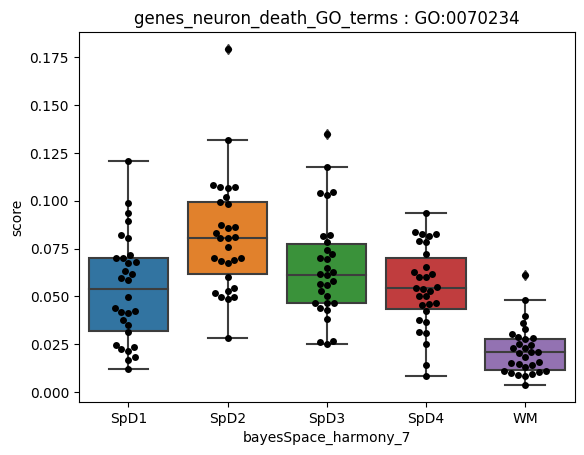 genes_neuron_death_GO_terms : GO:0070234
score
0.175
0.150
0.125
0.100
0.075
0.050
0.025
0.000
SpD1 SpD2 SpD3 SpD4 WM
bayesSpace_harmony_7